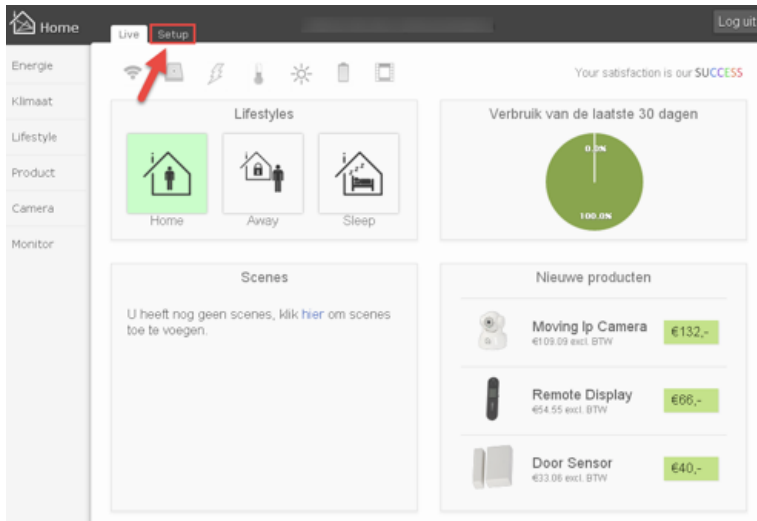 Home
Live Setup
Log uit
Energie
Klimaat
Lifestyle
Product
Camera
Monitor
Your satisfaction is our SUCCESS
Lifestyles
Home Away Sleep
Verbruik van de laatste 30 dagen
0.0%
100.0%
Scenes
U heeft nog geen scenes, klik hier om scenes
toe te voegen.
Nieuwe producten
Moving Ip Camera
€109.09 excl. BTW
€132,-
Remote Display
€54.55 excl. BTW
€66,-
Door Sensor
€33.06 excl. BTW
€40,-